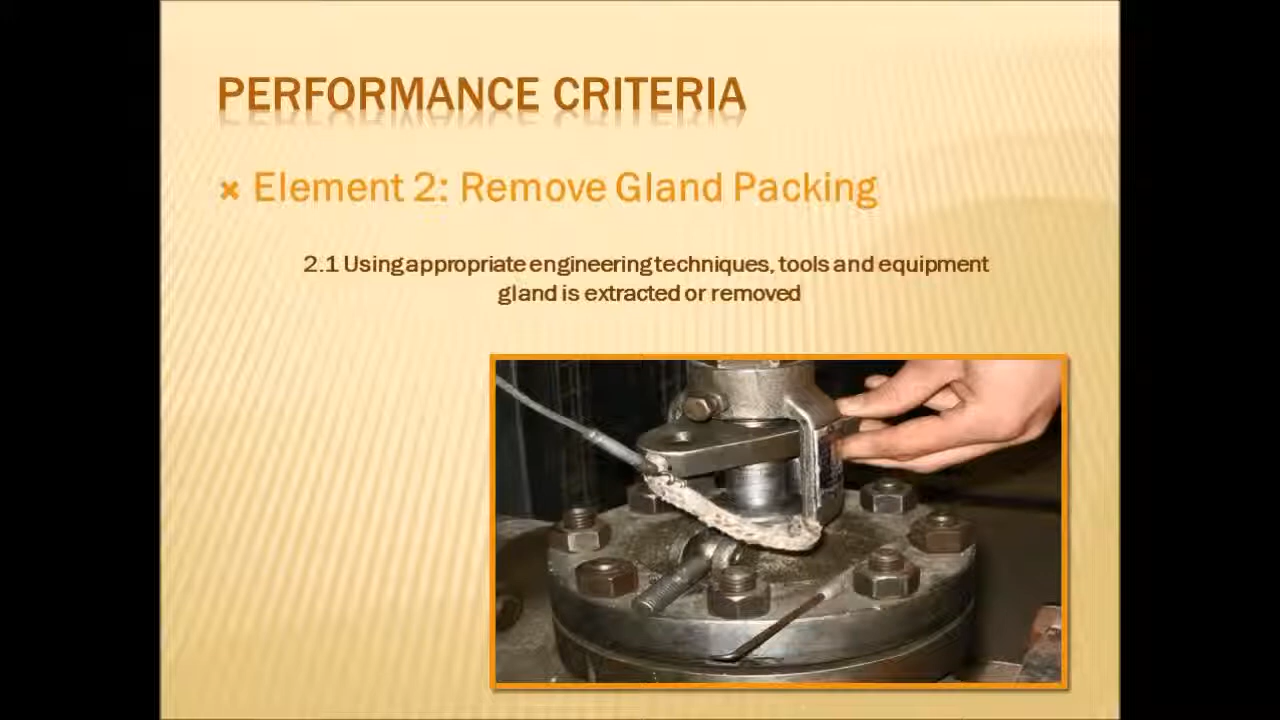 PERFORMANCE CRITERIA
Element 2: Remove Gland Packing
2.1 Using appropriate engineering techniques, tools and equipment
gland is extracted or removed